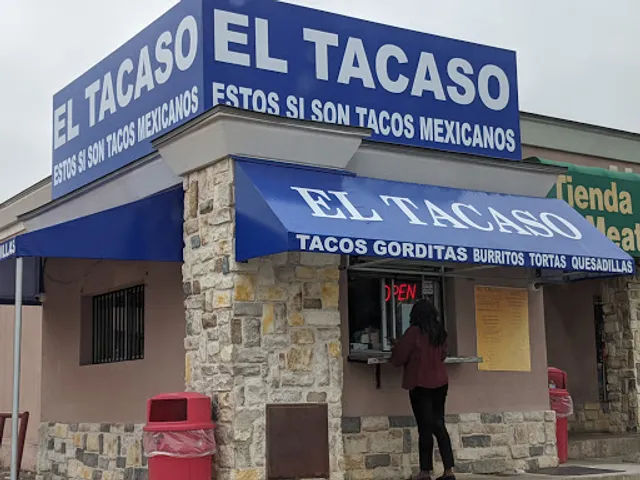 EL TACASO
ESTOS SI SON TACOS MEXICANOS
EL TACASO
ESTOS SI SON TACOS MEXICANOS
EL TACASO
TACOS GORDITAS BURRITOS TORTAS QUESADILLAS
Tienda
Meat
OPEN